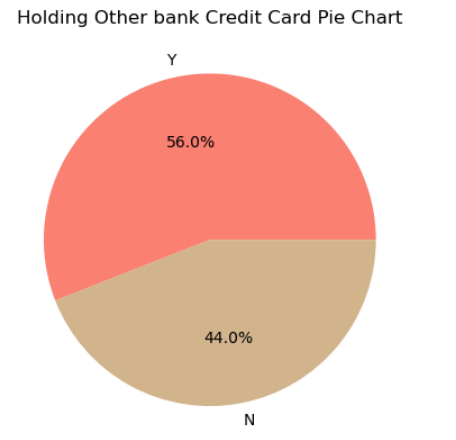 Holding Other bank Credit Card Pie Chart
Y
56.0%
44.0%
N